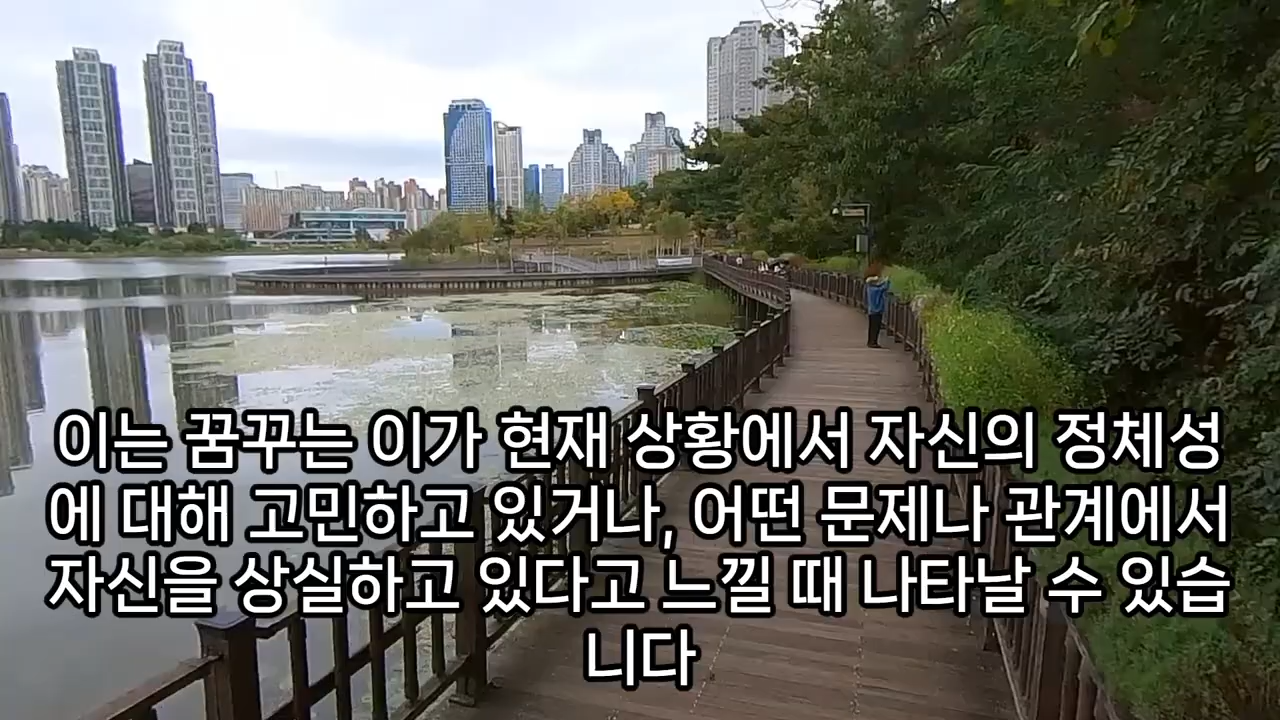 이는 꿈꾸는 이가 현재 상황에서 자신의 정체성
에 대해 고민하고 있거나, 어떤 문제나 관계에서
자신을 상실하고 있다고 느낄 때 나타날 수 있습
니다